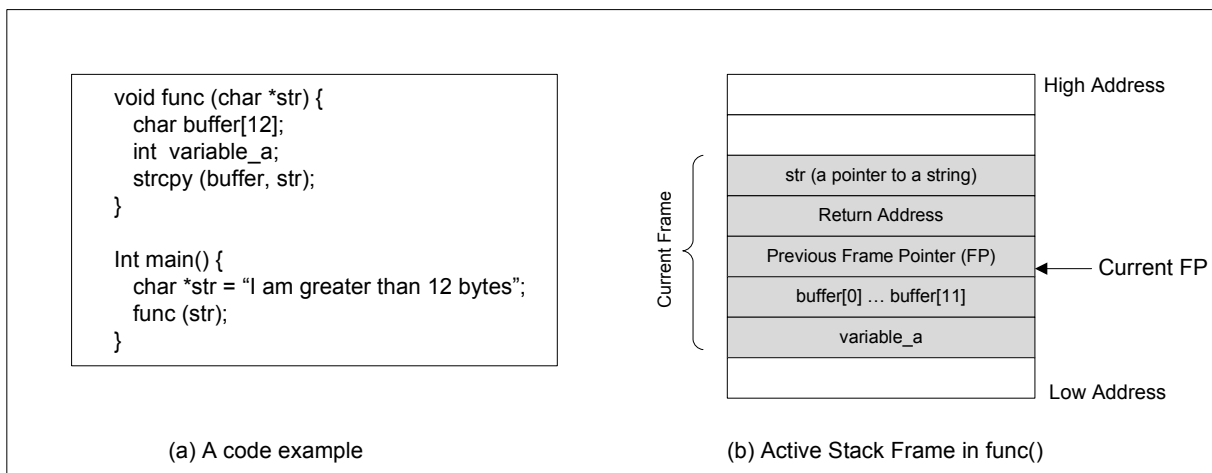 void func (char *str) {
char buffer[12];
int variable_a;
strcpy (buffer, str);
}
Int main() {
char *str = “I am greater than 12 bytes”;
func (str);
}
(a) A code example
High Address
Current Frame
str (a pointer to a string)
Return Address
Previous Frame Pointer (FP)
Current FP
buffer[0] … buffer[11]
variable_a
Low Address
(b) Active Stack Frame in func()